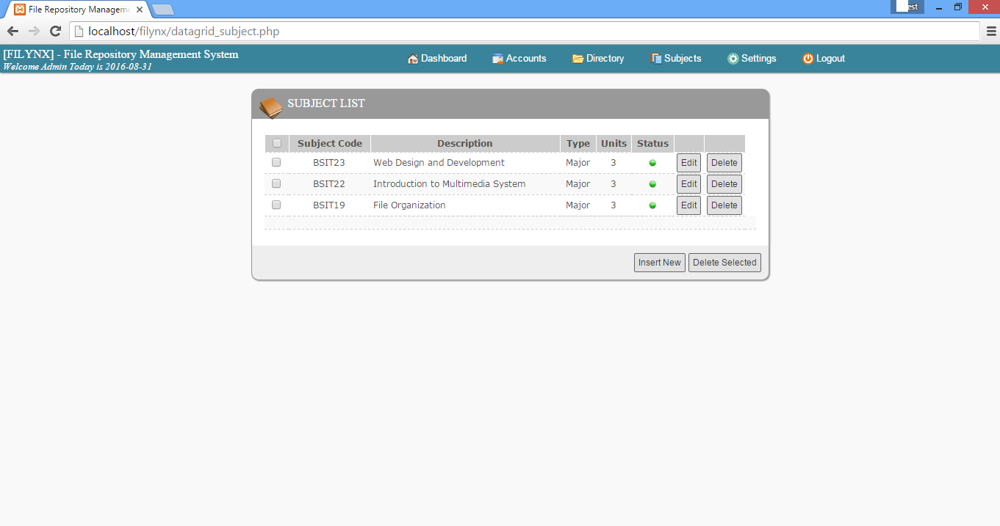 File Repository Managem
est
localhost/filynx/datagrid_subject.php
[FILYNX] - File Repository Management System
Welcome Admin Today is 2016-08-31
Dashboard Accounts Directory Subjects Settings Logout
SUBJECT LIST
Subject Code Description Type Units Status
BSIT23 Web Design and Development Major 3 Edit Delete
BSIT22 Introduction to Multimedia System Major 3 Edit Delete
BSIT19 File Organization Major 3 Edit Delete
Insert New Delete Selected